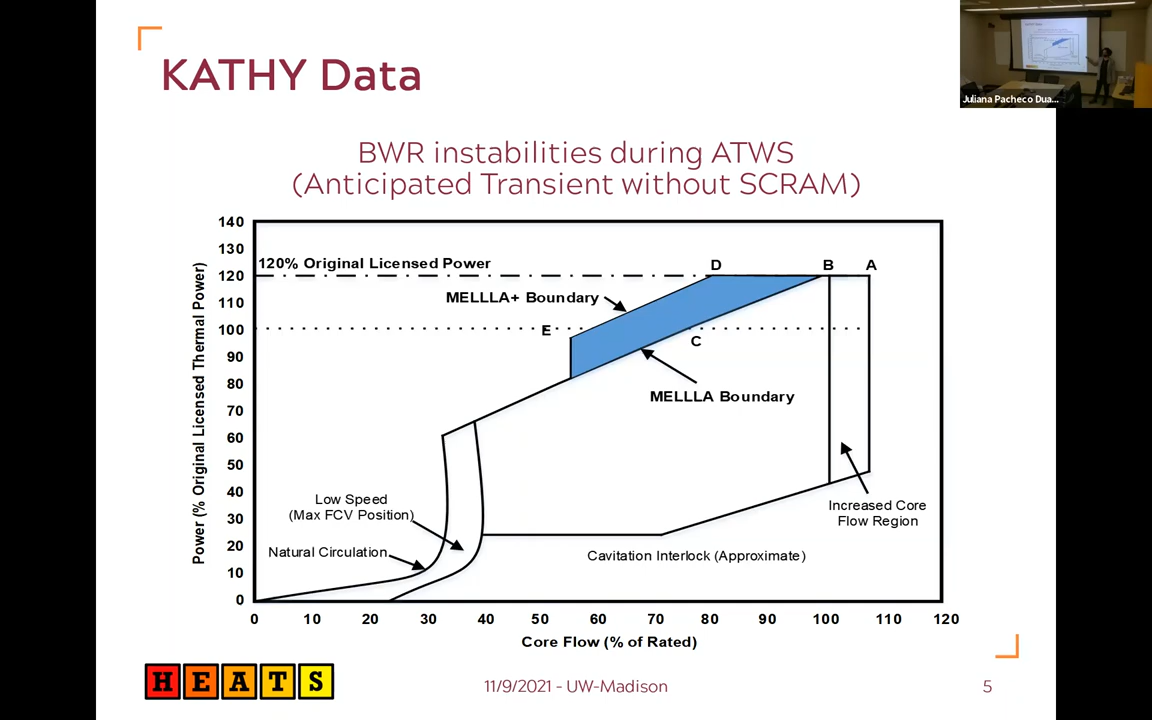 KATHY Data
Juliana Pacheco Dua...
BWR instabilities during ATWS
(Anticipated Transient without SCRAM)
140
130
120
110
100
90
80
70
60
50
40
30
20
10
0
Power (% Original Licensed Thermal Power)
120% Original Licensed Power
D
B
A
MELLLA+ Boundary
E
C
MELLLA Boundary
Low Speed
(Max FCV Position)
Natural Circulation
Increased Core
Flow Region
Cavitation Interlock (Approximate)
0 10 20 30 40 50 60 70 80 90 100 110 120
Core Flow (% of Rated)
HEATS
11/9/2021 - UW-Madison
5